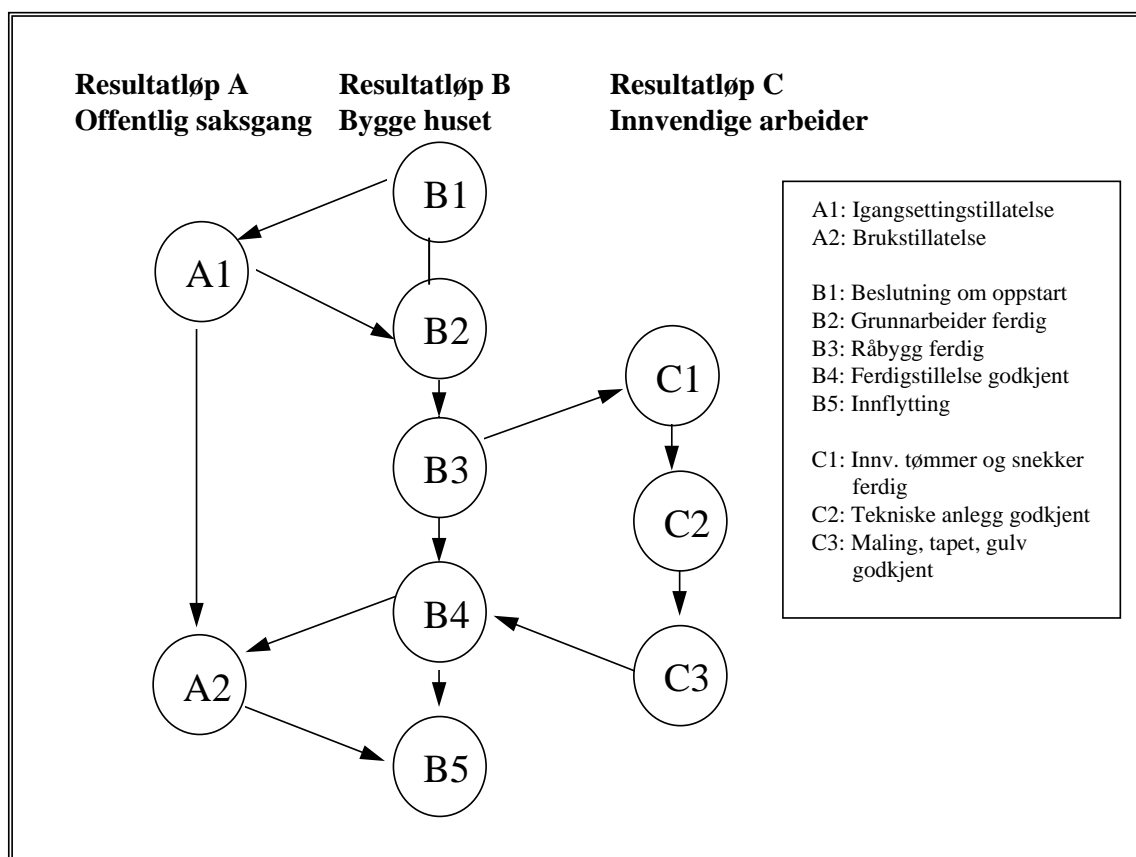 Resultatløp A
Offentlig saksgang
Resultatløp B
Bygge huset
Resultatløp C
Innvendige arbeider
B1
A1
B2
C1
B3
C2
B4
C3
A2
B5
A1: Igangsettingstillatelse
A2: Brukstillatelse
B1: Beslutning om oppstart
B2: Grunnarbeider ferdig
B3: Råbygg ferdig
B4: Ferdigstillelse godkjent
B5: Innflytting
C1: Innv. tømmer og snekker
ferdig
C2: Tekniske anlegg godkjent
C3: Maling, tapet, gulv
godkjent